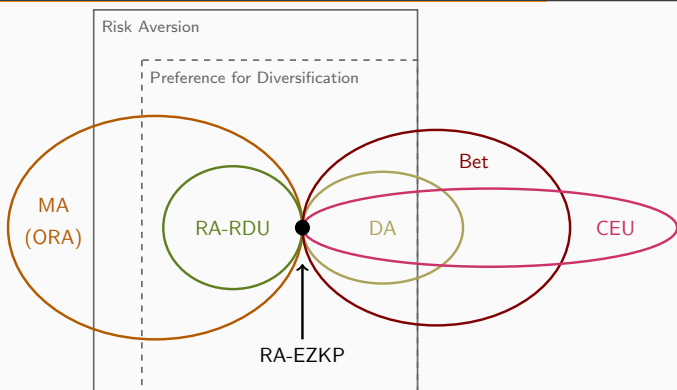 Risk Aversion
Preference for Diversification
Bet
MA
(ORA)
RA-RDU
DA
CEU
RA-EZKP